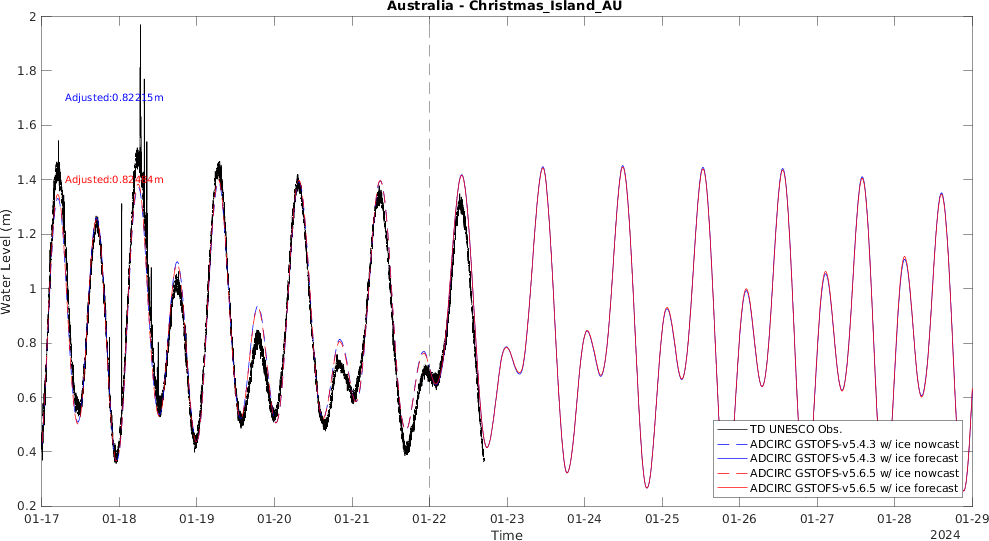 Australia - Christmas_Island_AU
2
1.8
1.6
1.4
1.2
1
0.8
0.6
0.4
0.2
Water Level (m)
Adjusted:0.82215m
TD UNESCO Obs.
ADCIRC GSTOFS-v5.4.3 w/ ice nowcast
ADCIRC GSTOFS-v5.4.3 w/ ice forecast
ADCIRC GSTOFS-v5.6.5 w/ ice nowcast
ADCIRC GSTOFS-v5.6.5 w/ ice forecast
01-17 01-18 01-19 01-20 01-21 01-22 01-23 01-24 01-25 01-26 01-27 01-28 01-29
Time
2024